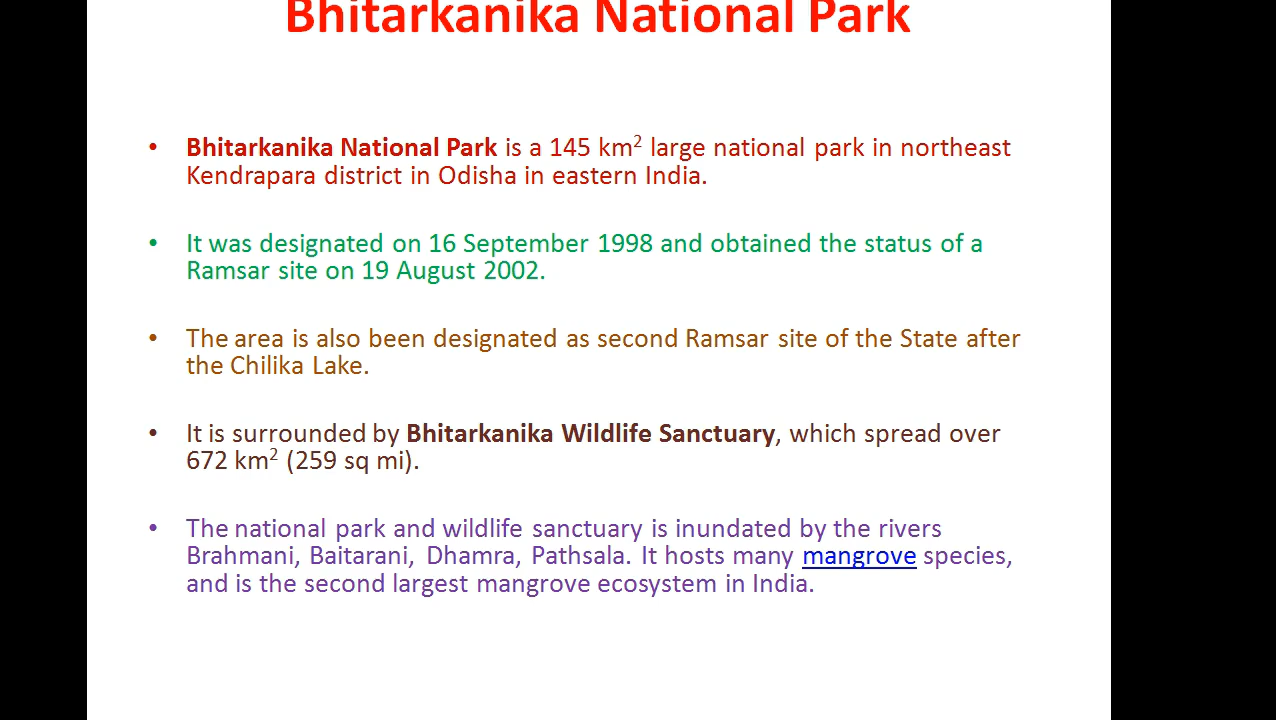 Bhitarkanika National Park
• Bhitarkanika National Park is a 145 km² large national park in northeast
Kendrapara district in Odisha in eastern India.
• It was designated on 16 September 1998 and obtained the status of a
Ramsar site on 19 August 2002.
• The area is also been designated as second Ramsar site of the State after
the Chilika Lake.
• It is surrounded by Bhitarkanika Wildlife Sanctuary, which spread over
672 km² (259 sq mi).
• The national park and wildlife sanctuary is inundated by the rivers
Brahmani, Baitarani, Dhamra, Pathsala. It hosts many mangrove species,
and is the second largest mangrove ecosystem in India.